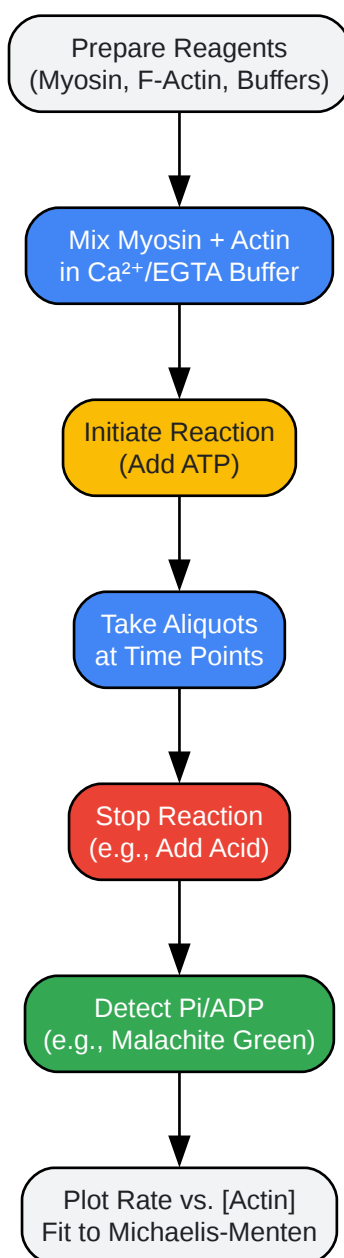 Prepare Reagents
(Myosin, F-Actin, Buffers)
Mix Myosin + Actin
in Ca²⁺/EGTA Buffer
Initiate Reaction
(Add ATP)
Take Aliquots
at Time Points
Stop Reaction
(e.g., Add Acid)
Detect Pi/ADP
(e.g., Malachite Green)
Plot Rate vs. [Actin]
Fit to Michaelis-Menten